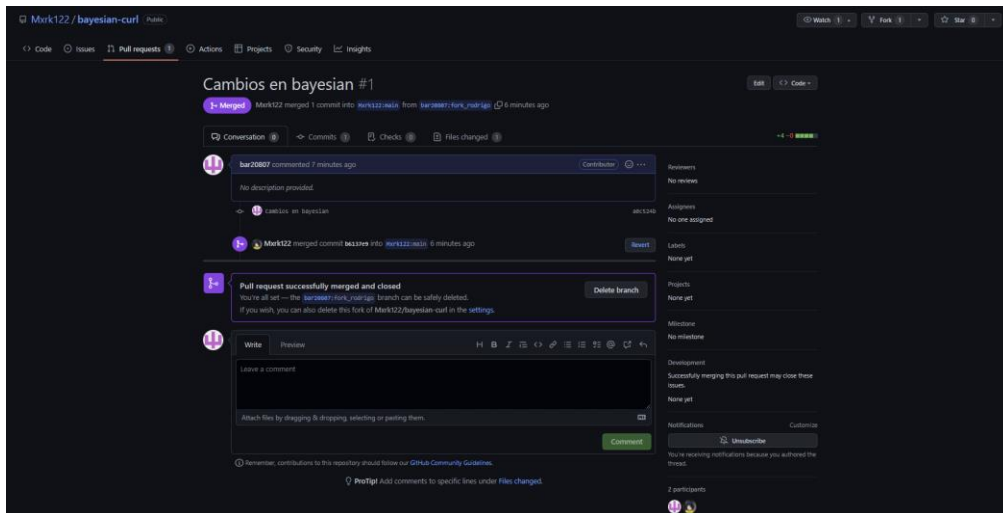 Mxrk122 / bayesian-curl Public
Watch 1 Fork 1 Star 0
Code Issues Pull requests 1 Actions Projects Security Insights
Cambios en bayesian #1
Edit Code
Merged Mxrk122 merged 1 commit into Mxrk122:main from bar20807:fork_rodrigo 6 minutes ago
Conversation 0 Commits 1 Checks 0 Files changed 1
+4 -0
bar20807 commented 7 minutes ago Contributor
No description provided.
Cambios en bayesian
Mxrk122 merged commit into Mxrk122:main 6 minutes ago Revert
Pull request successfully merged and closed
You're all set — the bar20807:fork_rodrigo branch can be safely deleted.
If you wish, you can also delete this fork of Mxrk122/bayesian-curl in the settings.
Delete branch
Write Preview
Leave a comment
Attach files by dragging & dropping, selecting or pasting them.
Comment
Remember, contributions to this repository should follow our GitHub Community Guidelines.
ProTip! Add comments to specific lines under Files changed.
Reviewers
No reviews
Assignees
No one assigned
Labels
None yet
Projects
None yet
Milestone
No milestone
Development
Successfully merging this pull request may close these
issues.
None yet
Notifications Customize
Unsubscribe
You're receiving notifications because you authored the
thread.
2 participants